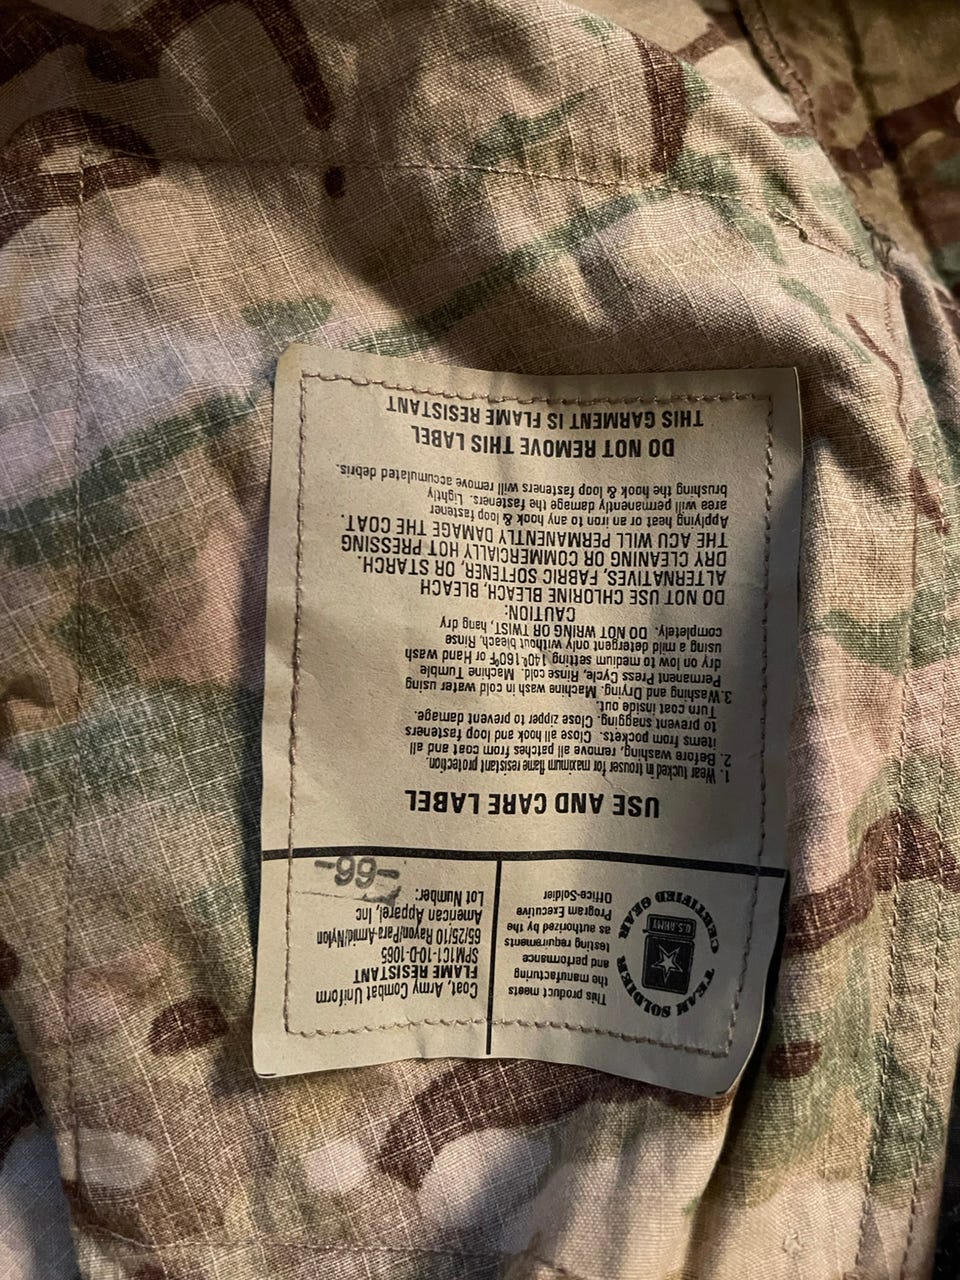 TEAM SOLDIER
U.S.ARMY
CERTIFIED GEAR
This product meets
the manufacturing
and performance
testing requirements
as authorized by the
Program Executive
Office-Soldier
Coat, Army Combat Uniform
FLAME RESISTANT
SPM1C1-10-D-1065
65/25/10 Rayon/Para-Armid/Nylon
American Apparel, Inc
Lot Number:
-66-
USE AND CARE LABEL
1. Wear tucked in trouser for maximum flame resistant protection.
2. Before washing, remove all patches from coat and all
items from pockets. Close all hook and loop fasteners
to prevent snagging. Close zipper to prevent damage.
Turn coat inside out.
3. Washing and Drying. Machine wash in cold water using
Permanent Press Cycle, Rinse cold. Machine Tumble
dry on low to medium setting 140º-160ºF or Hand wash
using a mild detergent only without bleach, Rinse
completely. DO NOT WRING OR TWIST, hang dry
CAUTION:
DO NOT USE CHLORINE BLEACH, BLEACH
ALTERNATIVES, FABRIC SOFTENER, OR STARCH.
DRY CLEANING OR COMMERCIALLY HOT PRESSING
THE ACU WILL PERMANENTLY DAMAGE THE COAT.
Applying heat or an iron to any hook & loop fastener
area will permanently damage the fasteners. Lightly
brushing the hook & loop fasteners will remove accumulated debris.
DO NOT REMOVE THIS LABEL
THIS GARMENT IS FLAME RESISTANT